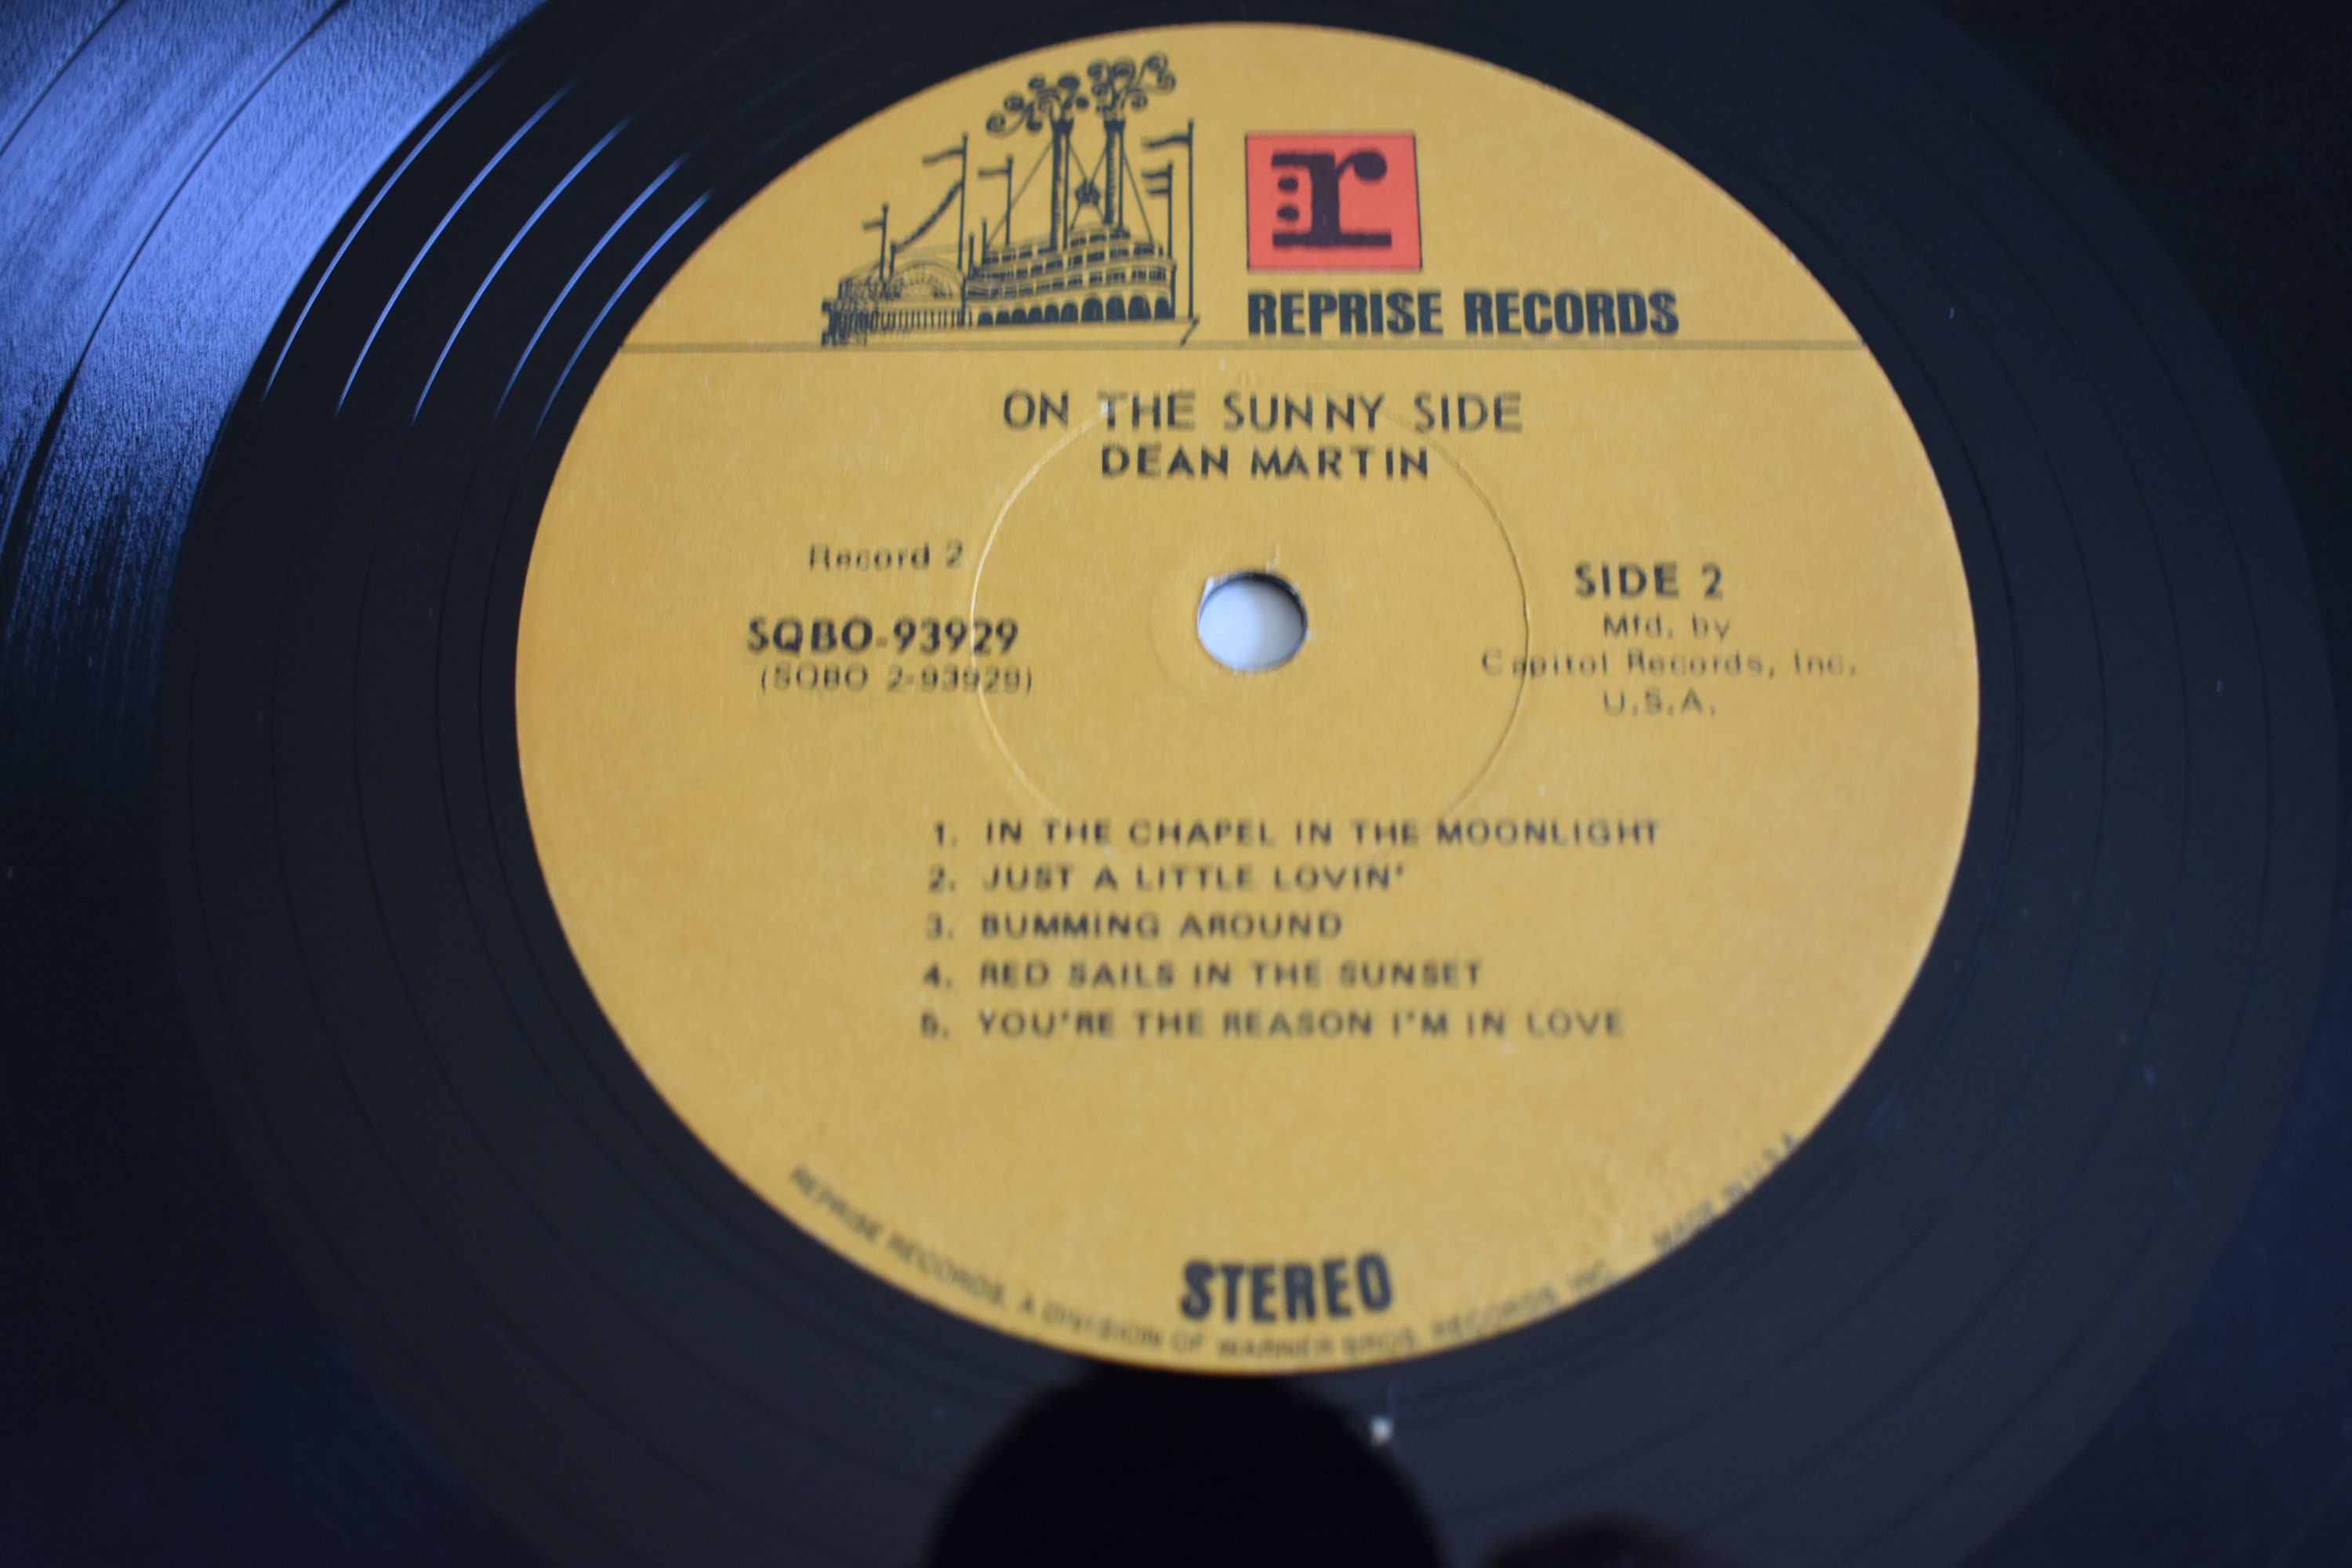 r
REPRISE RECORDS
ON THE SUNNY SIDE
DEAN MARTIN
Record 2
SQBO-93929
(SQBO 2-93929)
SIDE 2
Mfd. by
Capitol Records, Inc.
U.S.A.
1. IN THE CHAPEL IN THE MOONLIGHT
2. JUST A LITTLE LOVIN'
3. BUMMING AROUND
4. RED SAILS IN THE SUNSET
5. YOU'RE THE REASON I'M IN LOVE
STEREO
REPRISE RECORDS, A DIVISION OF WARNER BROS. RECORDS INC. MADE IN U.S.A.